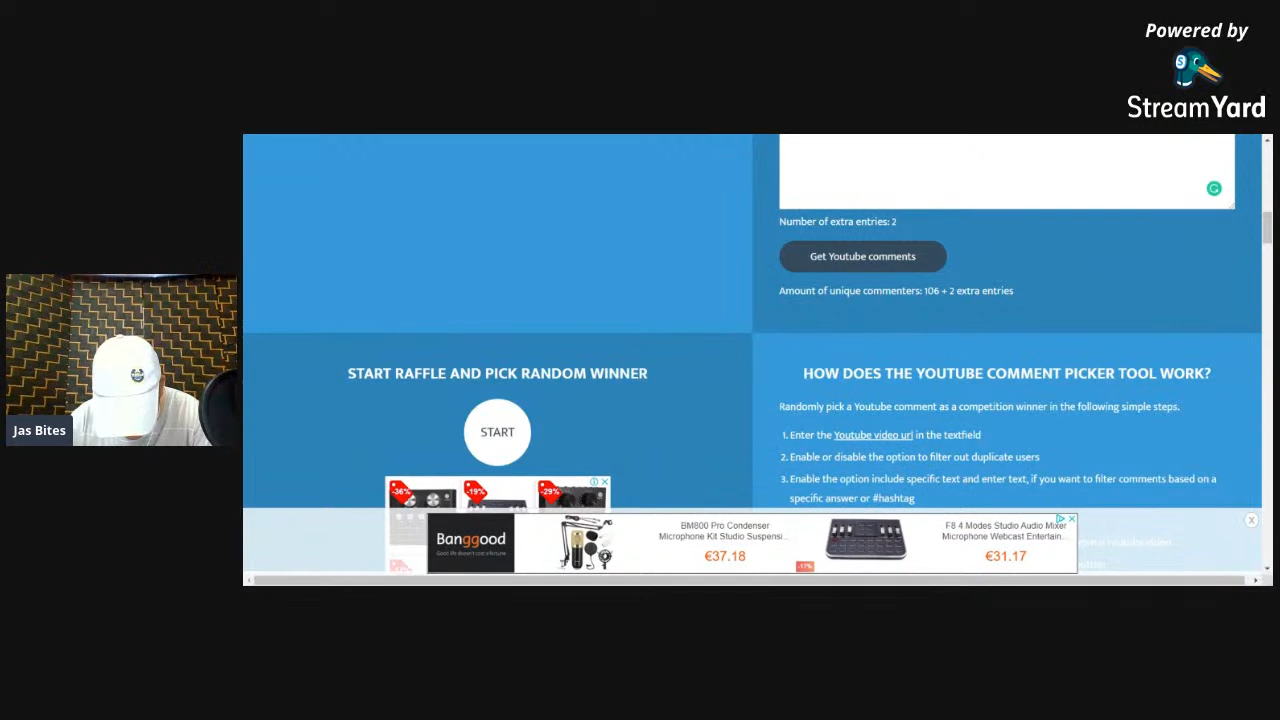 Powered by
StreamYard
Number of extra entries: 2
Get Youtube comments
Amount of unique commenters: 106 + 2 extra entries
START RAFFLE AND PICK RANDOM WINNER
START
HOW DOES THE YOUTUBE COMMENT PICKER TOOL WORK?
Randomly pick a Youtube comment as a competition winner in the following simple steps.
1. Enter the Youtube video url in the textfield
2. Enable or disable the option to filter out duplicate users
3. Enable the option include specific text and enter text, if you want to filter comments based on a
specific answer or #hashtag
Jas Bites
-36%
-19%
-29%
Banggood
BM800 Pro Condenser
Microphone Kit Studio Suspensi...
€37.18
-17%
F8 4 Modes Studio Audio Mixer
Microphone Webcast Entertain...
€31.17
X